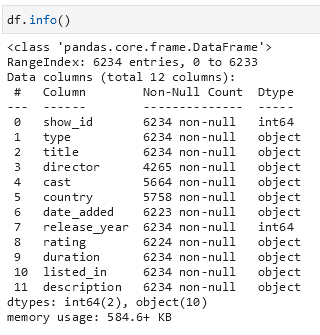 df.info()
<class 'pandas.core.frame.DataFrame'>
RangeIndex: 6234 entries, 0 to 6233
Data columns (total 12 columns):
 #   Column        Non-Null Count  Dtype
---  ------        --------------  -----
 0   show_id       6234 non-null   int64
 1   type          6234 non-null   object
 2   title         6234 non-null   object
 3   director      4265 non-null   object
 4   cast          5664 non-null   object
 5   country       5758 non-null   object
 6   date_added    6223 non-null   object
 7   release_year  6234 non-null   int64
 8   rating        6224 non-null   object
 9   duration      6234 non-null   object
 10  listed_in     6234 non-null   object
 11  description   6234 non-null   object
dtypes: int64(2), object(10)
memory usage: 584.6+ KB